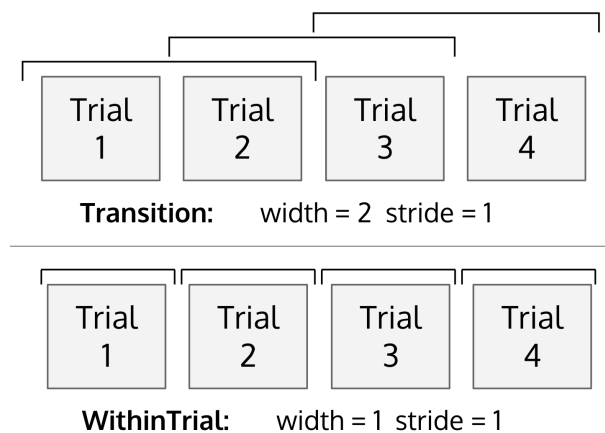 Trial 1
Trial 2
Trial 3
Trial 4
Transition: width = 2 stride = 1
Trial 1
Trial 2
Trial 3
Trial 4
WithinTrial: width = 1 stride = 1